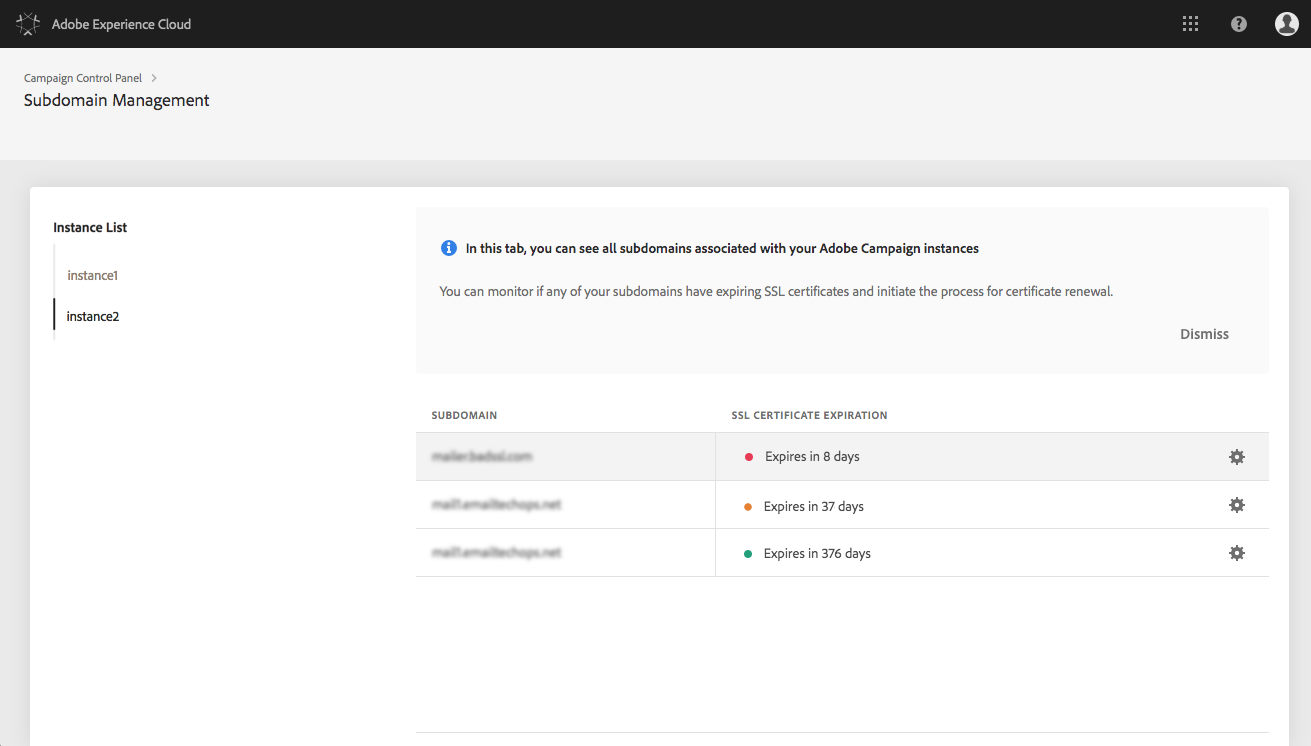 Adobe Experience Cloud
Campaign Control Panel
Subdomain Management
Instance List
instance1
instance2
In this tab, you can see all subdomains associated with your Adobe Campaign instances
You can monitor if any of your subdomains have expiring SSL certificates and initiate the process for certificate renewal.
Dismiss
SUBDOMAIN SSL CERTIFICATE EXPIRATION
Expires in 8 days
Expires in 37 days
Expires in 376 days